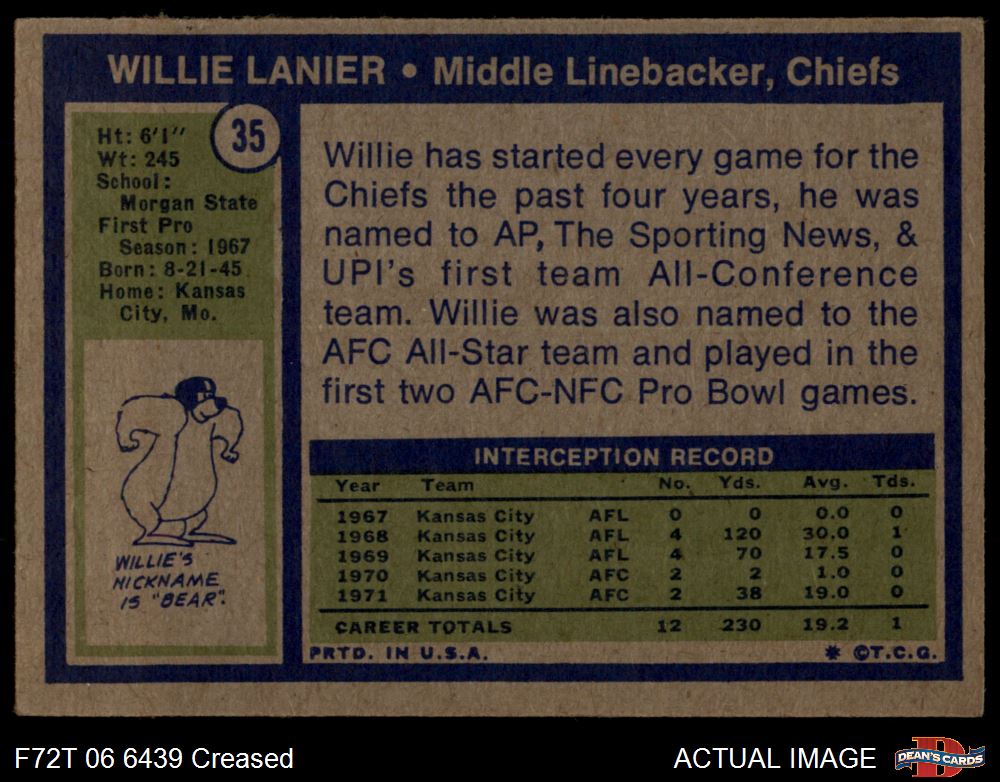 WILLIE LANIER • Middle Linebacker, Chiefs
35
Ht: 6'1"
Wt: 245
School:
Morgan State
First Pro
Season: 1967
Born: 8-21-45
Home: Kansas
City, Mo.
WILLIE'S
NICKNAME
IS "BEAR".
Willie has started every game for the
Chiefs the past four years, he was
named to AP, The Sporting News, &
UPI's first team All-Conference
team. Willie was also named to the
AFC All-Star team and played in the
first two AFC-NFC Pro Bowl games.
INTERCEPTION RECORD
Year Team No. Yds. Avg. Tds.
1967 Kansas City AFL 0 0 0.0 0
1968 Kansas City AFL 4 120 30.0 1
1969 Kansas City AFL 4 70 17.5 0
1970 Kansas City AFC 2 2 1.0 0
1971 Kansas City AFC 2 38 19.0 0
CAREER TOTALS 12 230 19.2 1
PRTD. IN U.S.A. * ©T.C.G.
F72T 06 6439 Creased ACTUAL IMAGE
D
DEAN'S CARDS